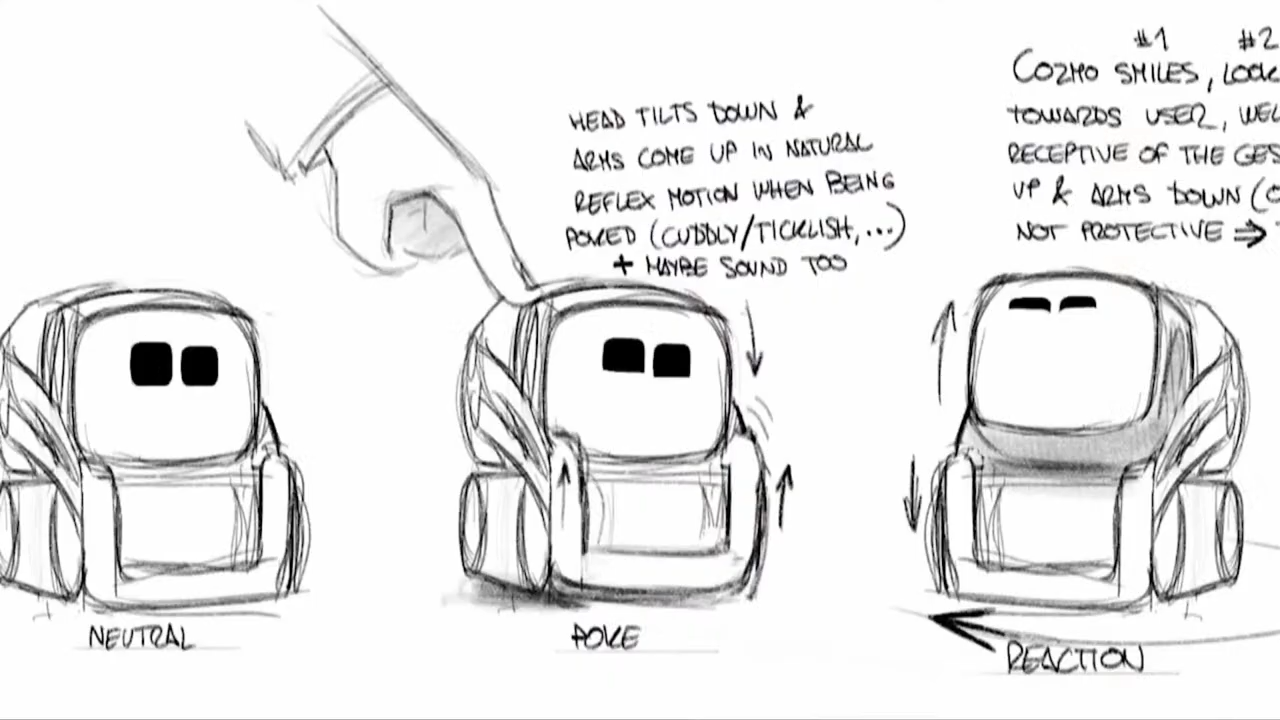 HEAD TILTS DOWN &
ARMS COME UP IN NATURAL
REFLEX MOTION WHEN BEING
POKED (CUDDLY/TICKLISH,...)
+ MAYBE SOUND TOO
#1 #2
COZMO SMILES, LOOK
TOWARDS USER, WEL
RECEPTIVE OF THE GES
UP & ARMS DOWN (
NOT PROTECTIVE ⇒
NEUTRAL
POKE
REACTION